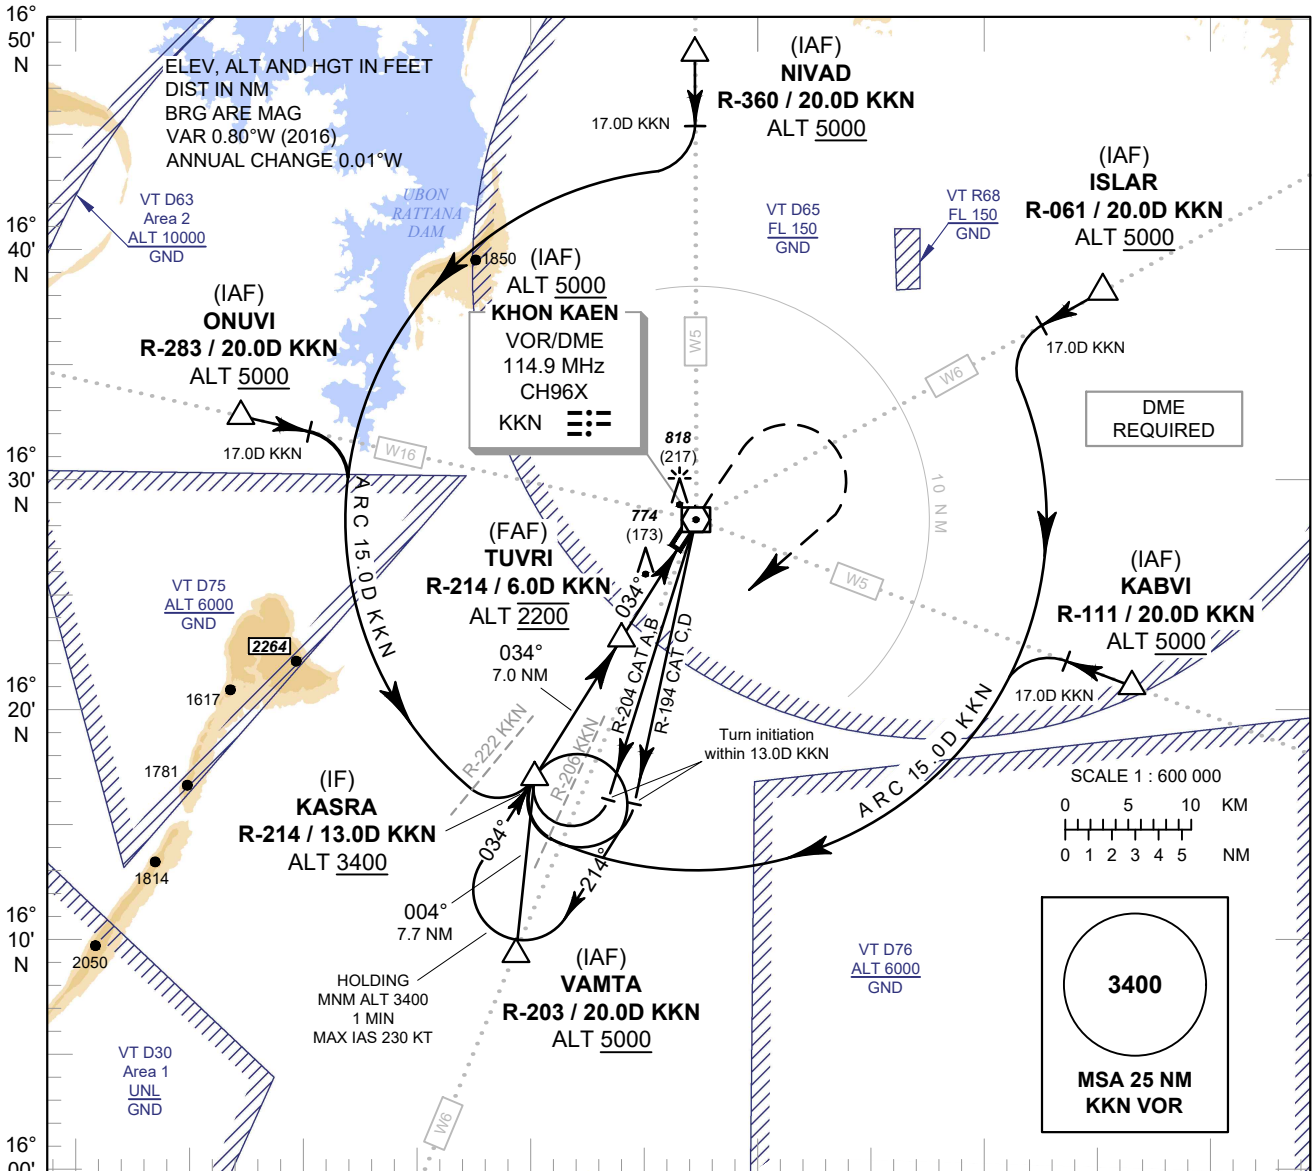 16°
50'
N
ELEV, ALT AND HGT IN FEET
DIST IN NM
BRG ARE MAG
VAR 0.80°W (2016)
ANNUAL CHANGE 0.01°W
(IAF)
NIVAD
R-360 / 20.0D KKN
ALT 5000
17.0D KKN
(IAF)
ISLAR
R-061 / 20.0D KKN
ALT 5000
17.0D KKN
VT D63
Area 2
ALT 10000
GND
UBON
RATTANA
DAM
VT D65
FL 150
GND
VT R68
FL 150
GND
16°
40'
N
1850
(IAF)
ALT 5000
KHON KAEN
VOR/DME
114.9 MHz
CH96X
KKN
(IAF)
ONUVI
R-283 / 20.0D KKN
ALT 5000
17.0D KKN
W5
W6
W16
DME
REQUIRED
16°
30'
N
818
(217)
774
(173)
10 NM
ARC 15.0D KKN
(FAF)
TUVRI
R-214 / 6.0D KKN
ALT 2200
034°
034°
7.0 NM
W5
(IAF)
KABVI
R-111 / 20.0D KKN
ALT 5000
17.0D KKN
VT D75
ALT 6000
GND
2264
1617
1781
1814
2050
16°
20'
N
R-204 CAT A,B
R-194 CAT C,D
R-222 KKN
R-206 KKN
Turn initiation
within 13.0D KKN
ARC 15.0D KKN
SCALE 1 : 600 000
0 5 10 KM
0 1 2 3 4 5 NM
(IF)
KASRA
R-214 / 13.0D KKN
ALT 3400
034°
214°
004°
7.7 NM
16°
10'
N
HOLDING
MNM ALT 3400
1 MIN
MAX IAS 230 KT
(IAF)
VAMTA
R-203 / 20.0D KKN
ALT 5000
W6
VT D76
ALT 6000
GND
3400
MSA 25 NM
KKN VOR
VT D30
Area 1
UNL
GND
16°
00'